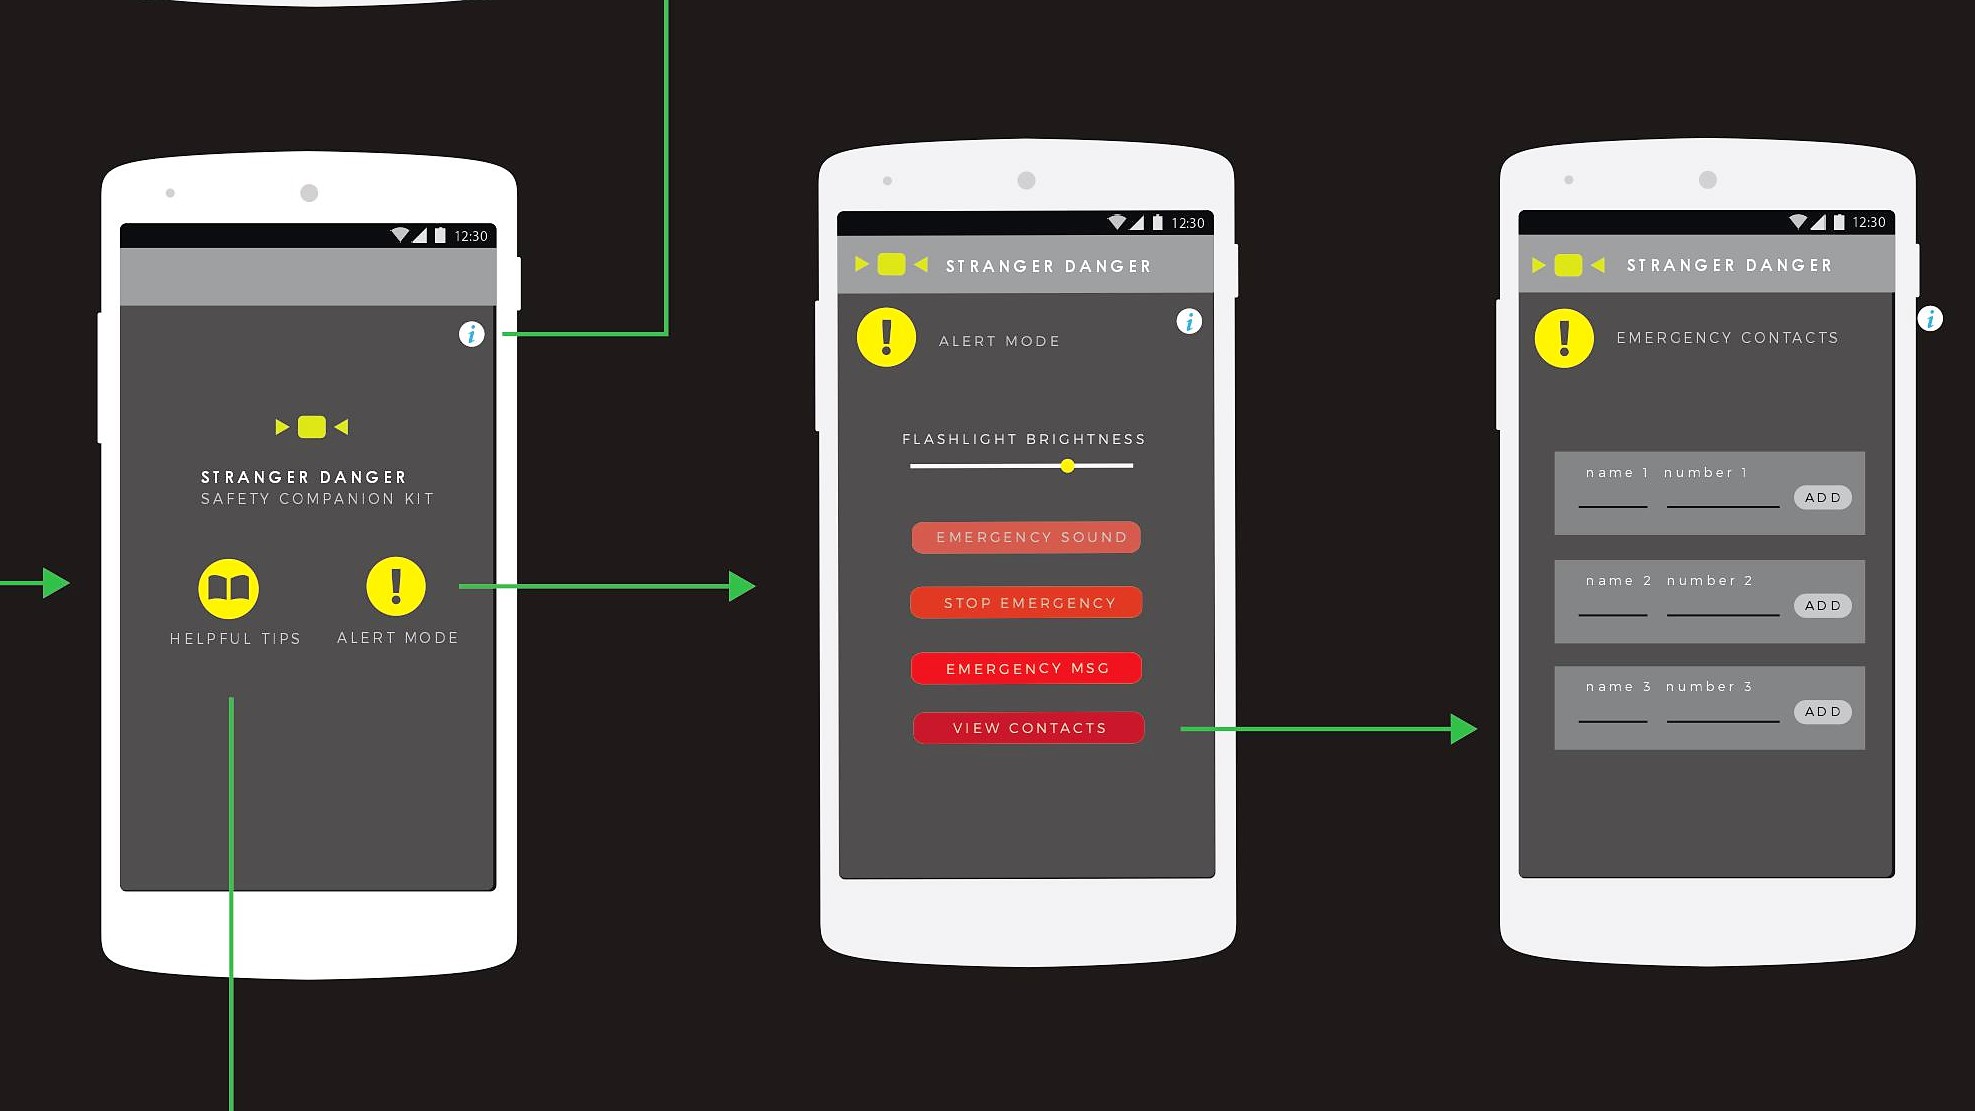 12:30
i
STRANGER DANGER
SAFETY COMPANION KIT
HELPFUL TIPS
ALERT MODE
12:30
STRANGER DANGER
i
ALERT MODE
FLASHLIGHT BRIGHTNESS
EMERGENCY SOUND
STOP EMERGENCY
EMERGENCY MSG
VIEW CONTACTS
12:30
STRANGER DANGER
i
EMERGENCY CONTACTS
name 1 number 1
ADD
name 2 number 2
ADD
name 3 number 3
ADD